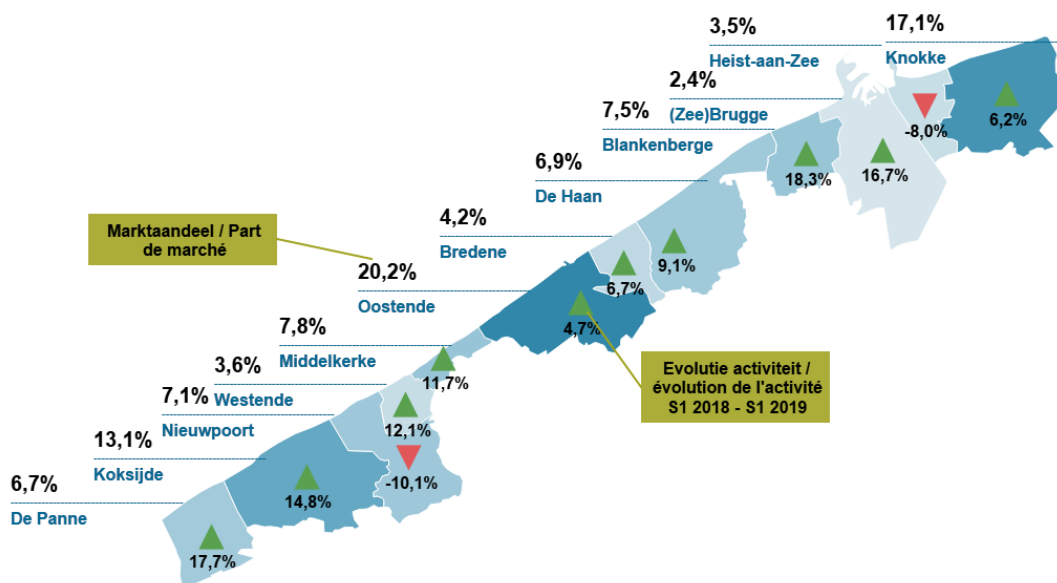 3,5%
Heist-aan-Zee
17,1%
Knokke
2,4%
(Zee)Brugge
7,5%
Blankenberge
6,9%
De Haan
4,2%
Bredene
20,2%
Oostende
7,8%
Middelkerke
3,6%
Westende
7,1%
Nieuwpoort
13,1%
Koksijde
6,7%
De Panne
Marktaandeel / Part
de marché
Evolutie activiteit /
évolution de l'activité
S1 2018 - S1 2019
6,2%
-8,0%
16,7%
18,3%
9,1%
6,7%
4,7%
11,7%
12,1%
-10,1%
14,8%
17,7%